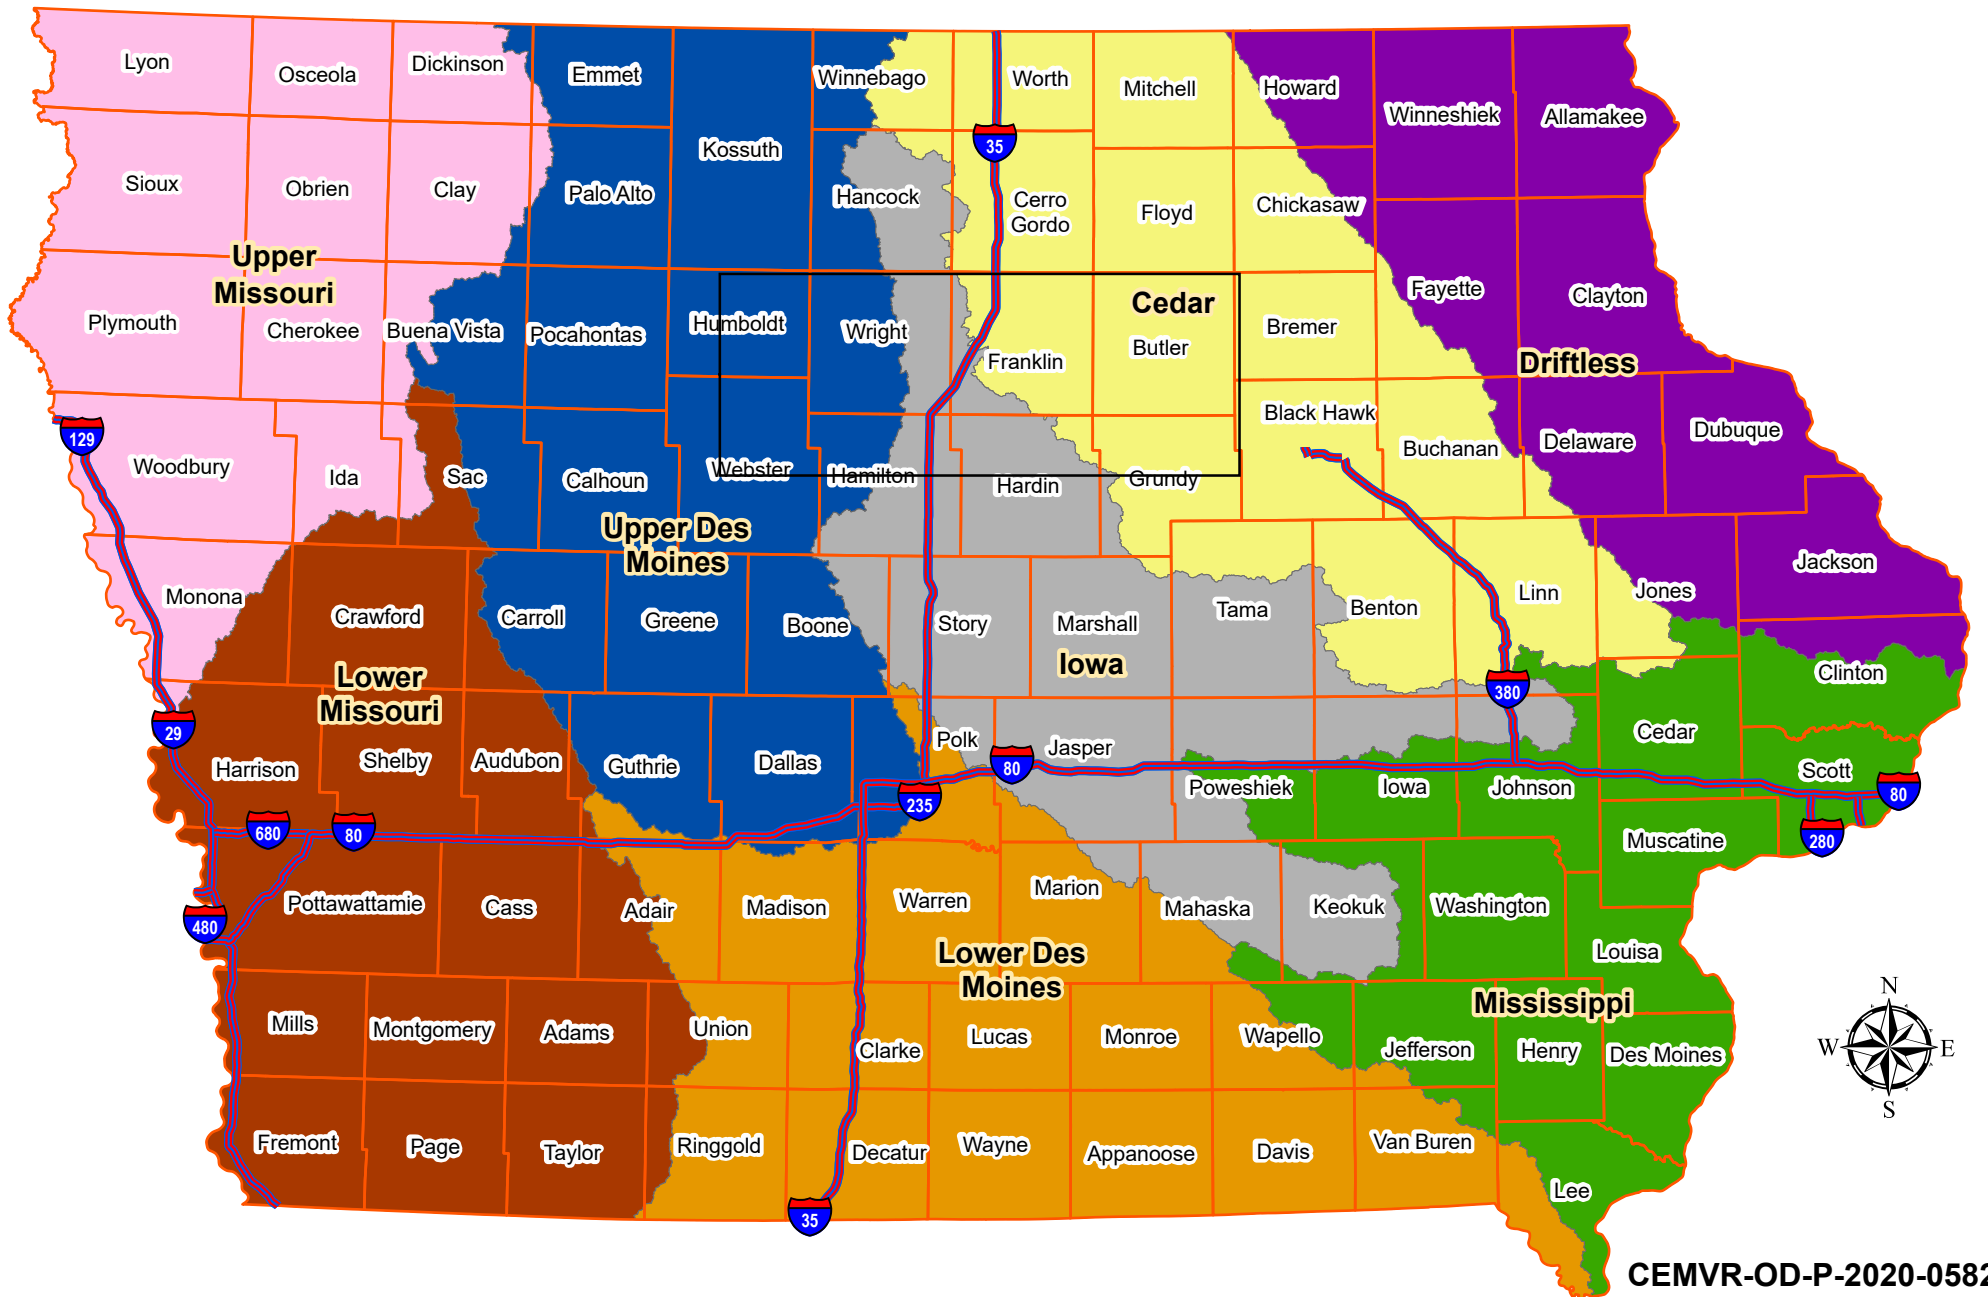 Lyon
Osceola
Dickinson
Emmet
Winnebago
Worth
Mitchell
Howard
Winneshiek
Allamakee
Kossuth
35
Sioux
Obrien
Clay
Palo Alto
Hancock
Cerro
Gordo
Floyd
Chickasaw
Upper
Missouri
Plymouth
Cherokee
Buena Vista
Pocahontas
Humboldt
Wright
Franklin
Cedar
Butler
Bremer
Fayette
Clayton
Driftless
129
Woodbury
Ida
Sac
Calhoun
Webster
Hamilton
Hardin
Grundy
Black Hawk
Buchanan
Delaware
Dubuque
Upper Des
Moines
Monona
Crawford
Carroll
Greene
Boone
Story
Marshall
Tama
Benton
Linn
Jones
Jackson
Iowa
Lower
Missouri
380
Clinton
29
Harrison
Shelby
Audubon
Guthrie
Dallas
Polk
Jasper
80
Poweshiek
Iowa
Johnson
Cedar
Scott
80
235
680
80
280
Muscatine
Pottawattamie
Cass
Adair
Madison
Warren
Marion
Mahaska
Keokuk
Washington
Louisa
480
Lower Des
Moines
Mississippi
Mills
Montgomery
Adams
Union
Clarke
Lucas
Monroe
Wapello
Jefferson
Henry
Des Moines
N
W
E
S
Fremont
Page
Taylor
Ringgold
Decatur
Wayne
Appanoose
Davis
Van Buren
Lee
35
CEMVR-OD-P-2020-0582